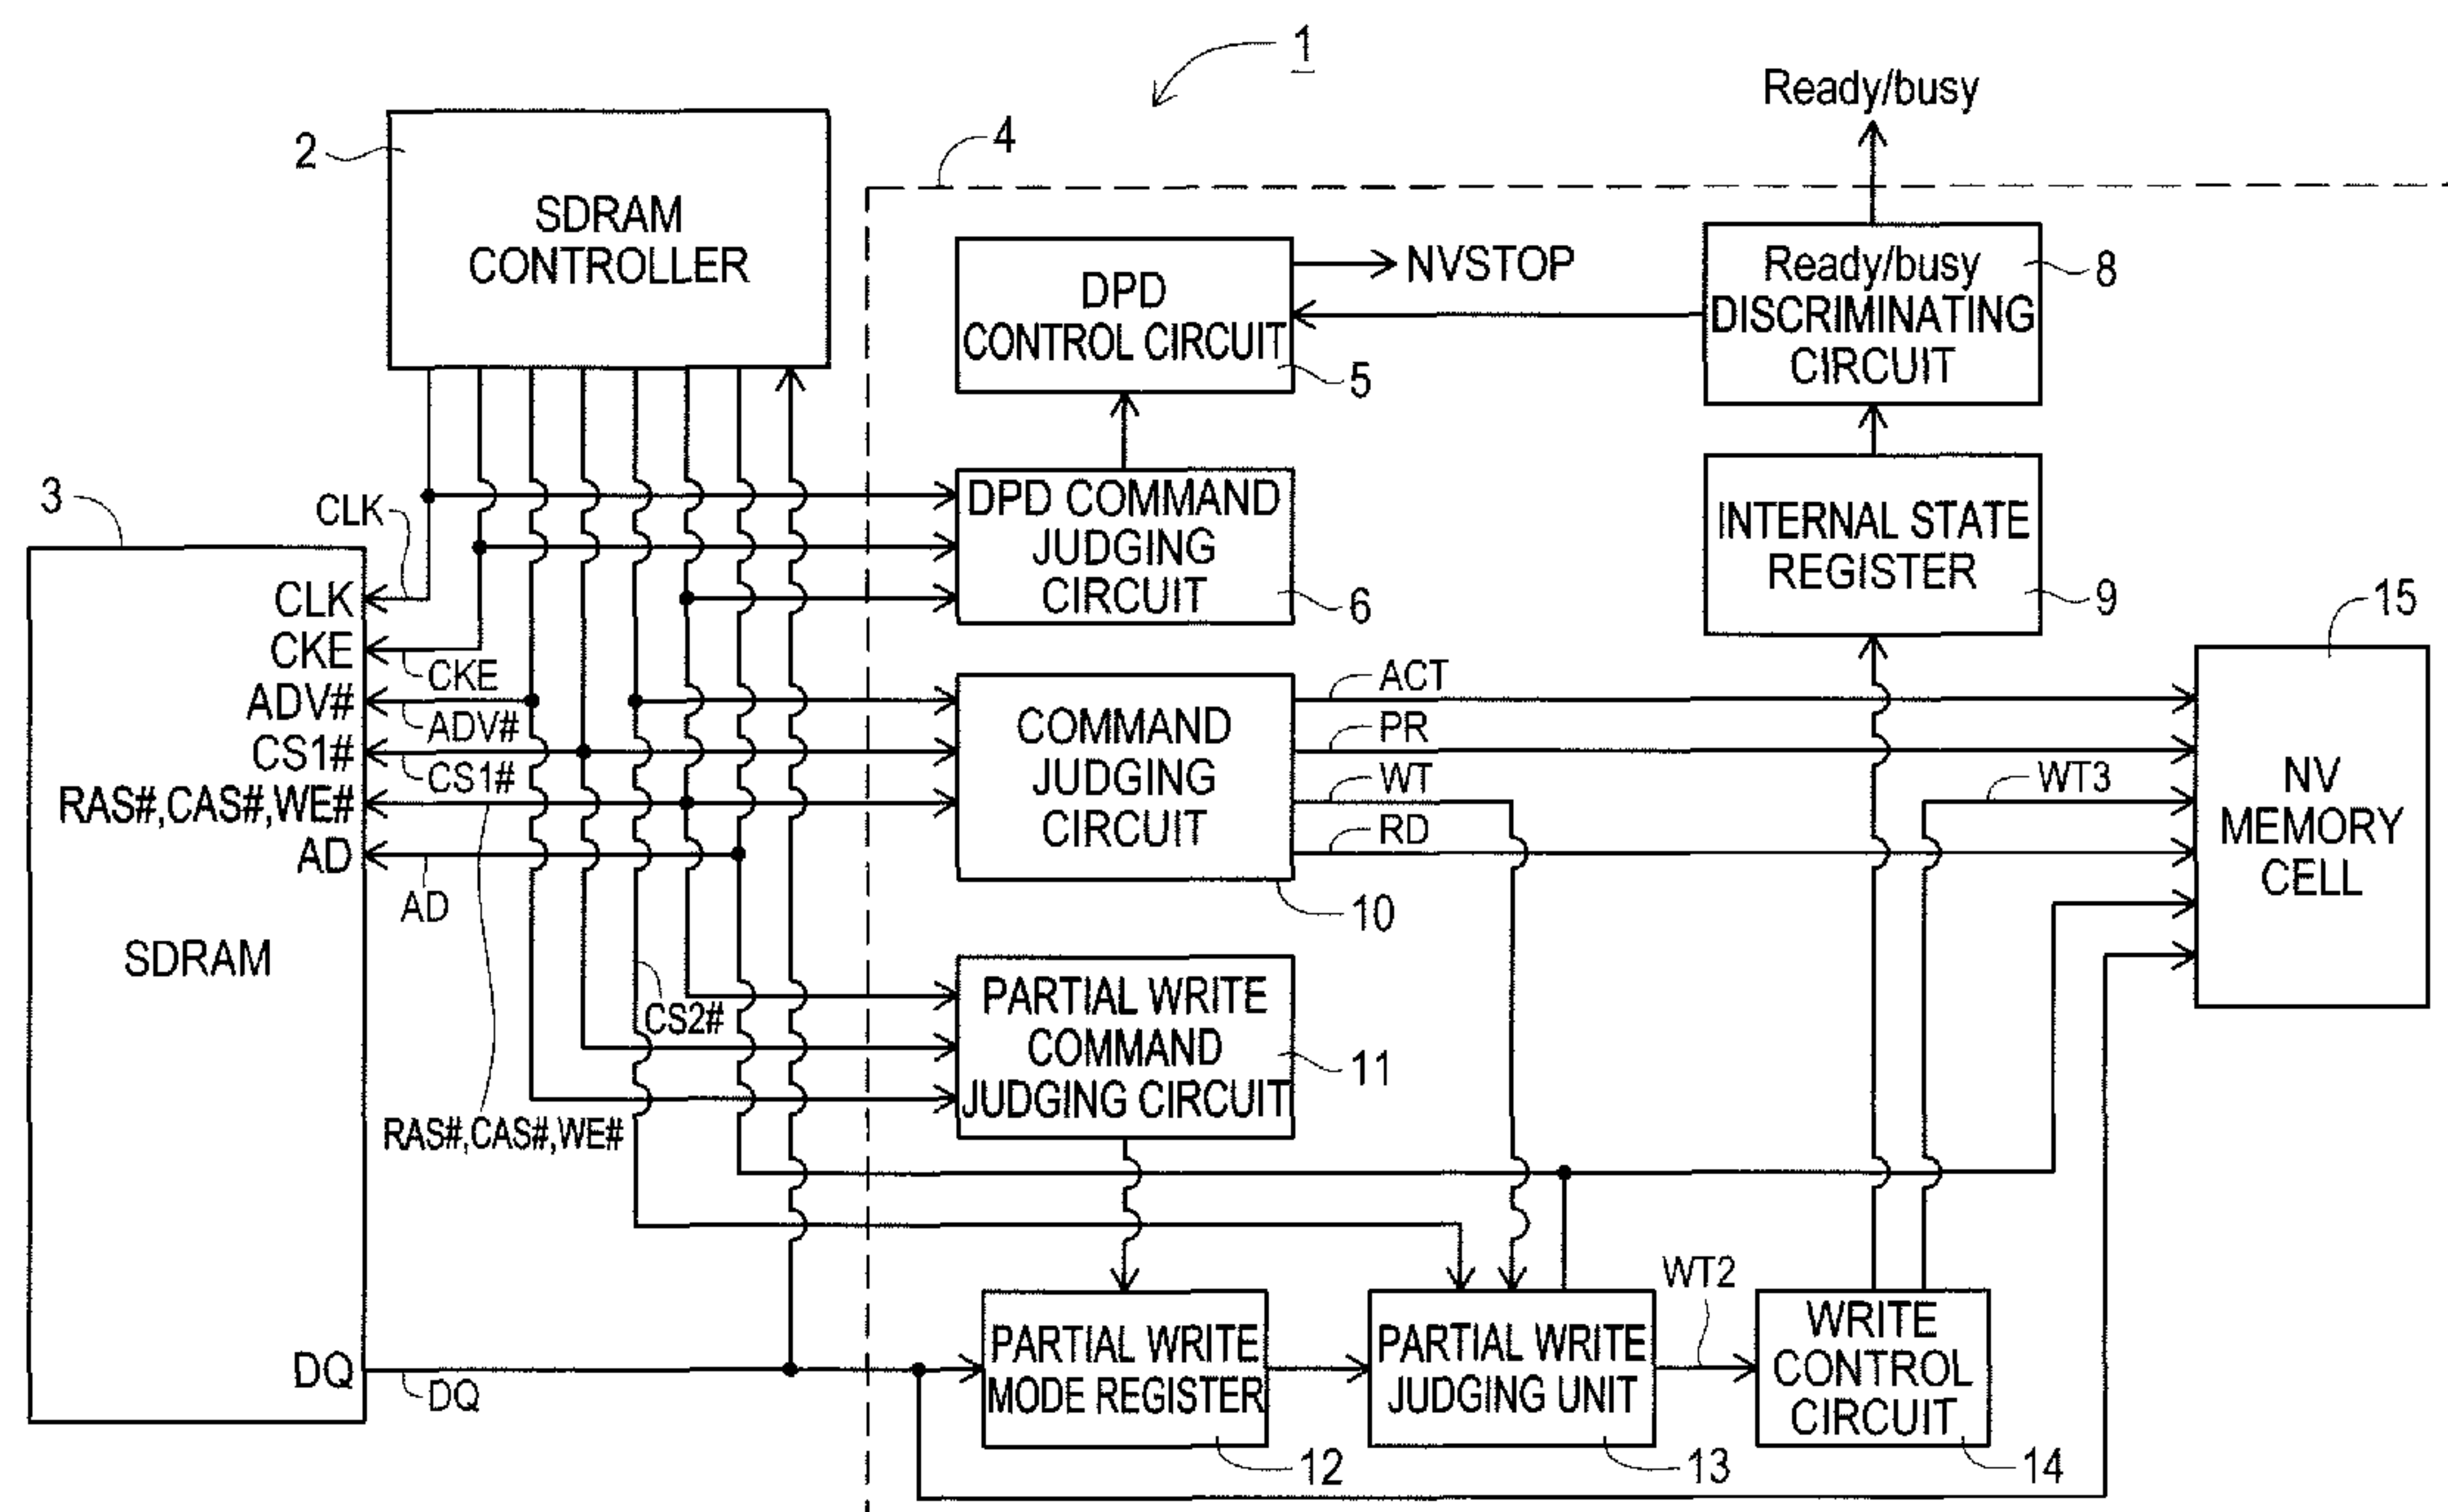 1
Ready/busy
2
4
SDRAM
CONTROLLER
DPD
CONTROL CIRCUIT
5
NVSTOP
Ready/busy
DISCRIMINATING
CIRCUIT
8
3
CLK
DPD COMMAND
JUDGING
CIRCUIT
6
INTERNAL STATE
REGISTER
9
15
CLK
CKE
CKE
ADV#
ADV#
CS1#
CS1#
RAS#,CAS#,WE#
AD
AD
SDRAM
COMMAND
JUDGING
CIRCUIT
10
ACT
PR
WT
RD
WT3
NV
MEMORY
CELL
CS2#
RAS#,CAS#,WE#
PARTIAL WRITE
COMMAND
JUDGING CIRCUIT
11
DQ
DQ
PARTIAL WRITE
MODE REGISTER
12
PARTIAL WRITE
JUDGING UNIT
13
WT2
WRITE
CONTROL
CIRCUIT
14